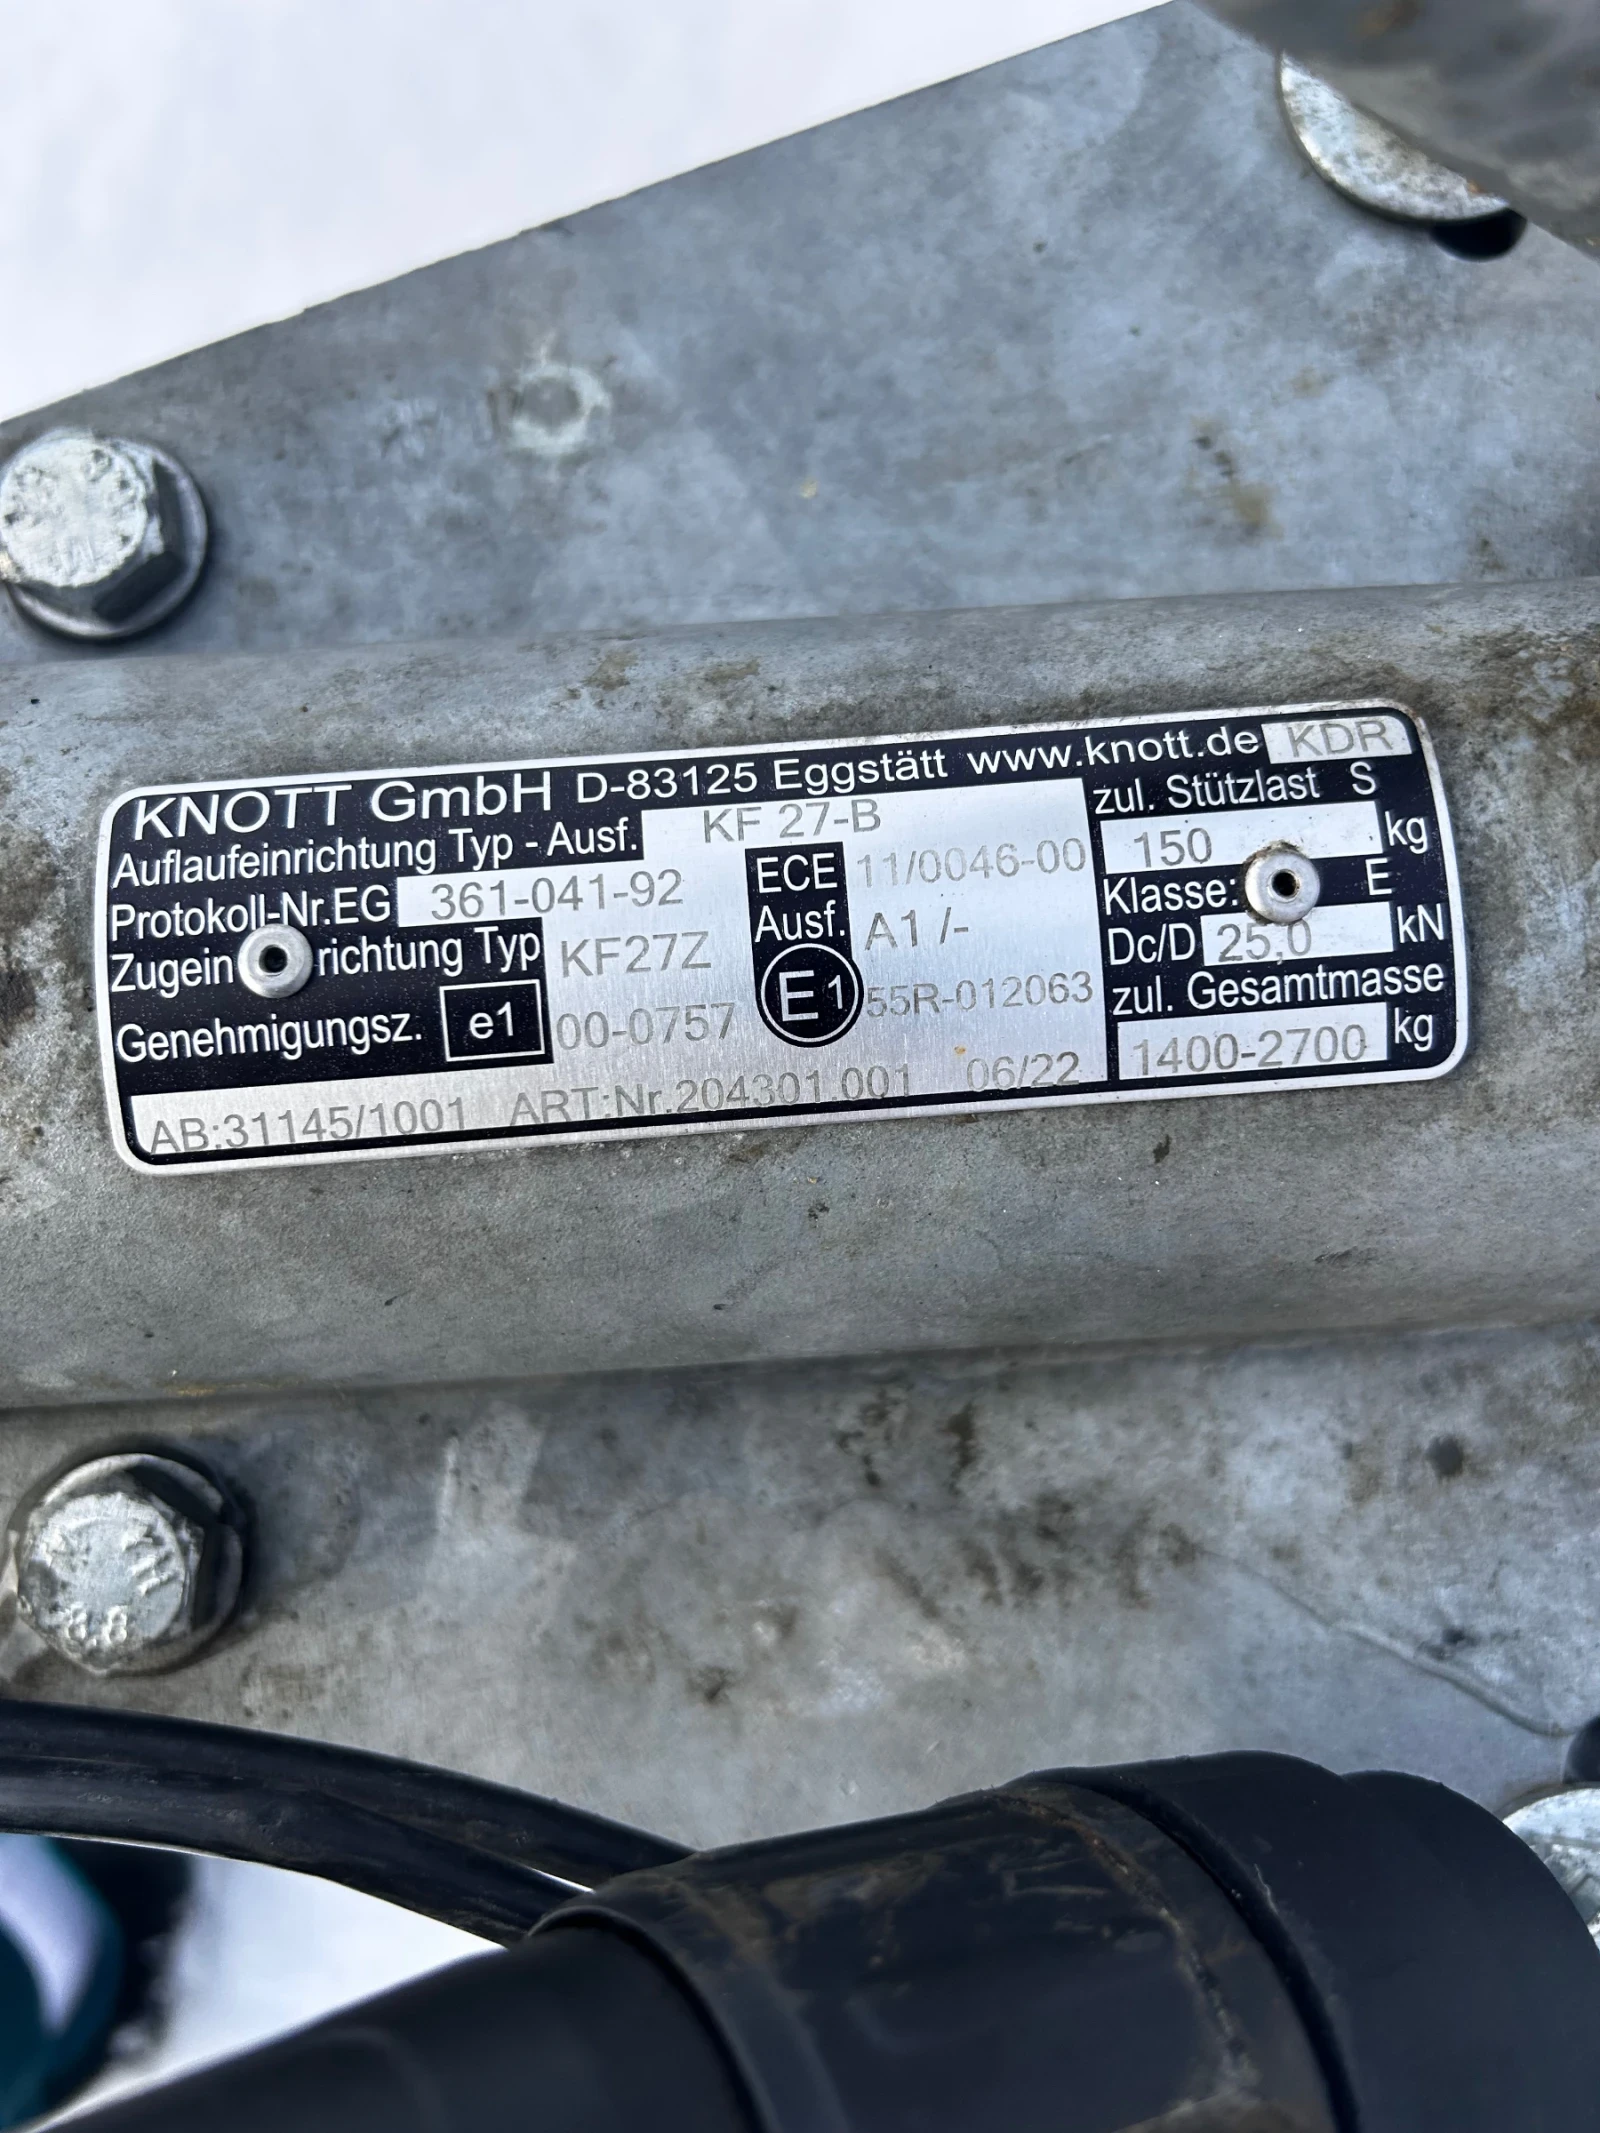 KNOTT GmbH D-83125 Eggstätt www.knott.de KDR
Auflaufeinrichtung Typ - Ausf. KF 27-B
Protokoll-Nr.EG 361-041-92
Zugein richtung Typ KF27Z
Genehmigungsz. e1 00-0757
ECE 11/0046-00
Ausf. A1 /-
E1 55R-012063
zul. Stützlast S
150 kg
Klasse: E
Dc/D 25,0 kN
zul. Gesamtmasse
1400-2700 kg
AB:31145/1001 ART:Nr.204301.001 06/22
8.8